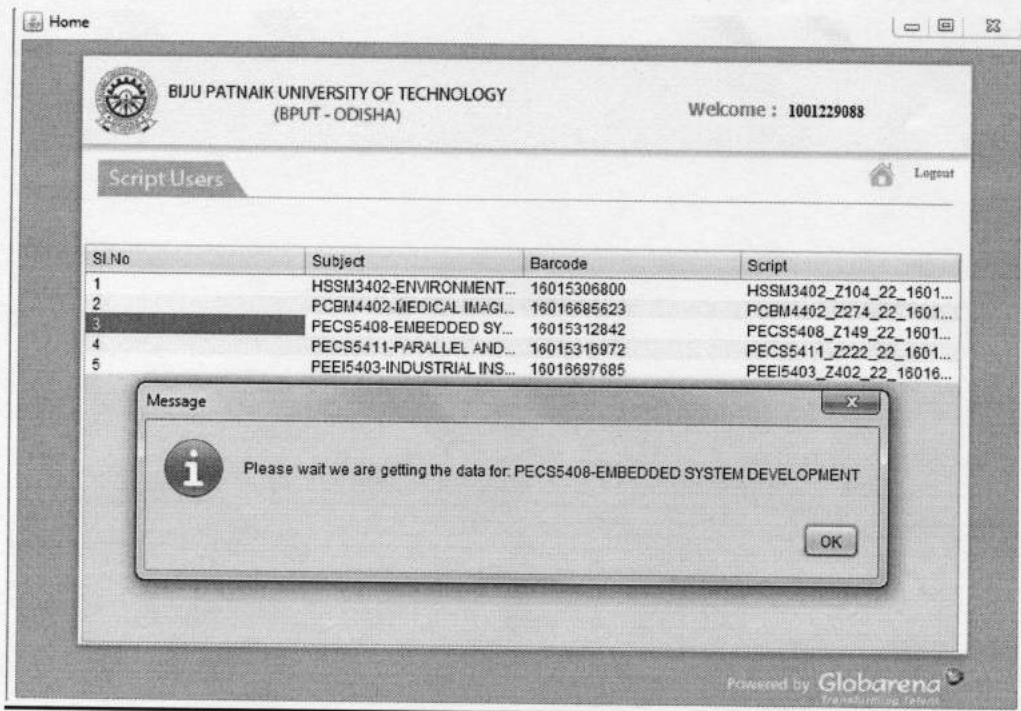 Home
BIJU PATNAIK UNIVERSITY OF TECHNOLOGY
(BPUT - ODISHA)
Welcome : 1001229088
Script Users
Logout
Sl.No Subject Barcode Script
1 HSSM3402-ENVIRONMENT... 16015306800 HSSM3402_Z104_22_1601...
2 PCBM4402-MEDICAL IMAGI... 16016685623 PCBM4402_Z274_22_1601...
3 PECS5408-EMBEDDED SY... 16015312842 PECS5408_Z149_22_1601...
4 PECS5411-PARALLEL AND... 16015316972 PECS5411_Z222_22_1601...
5 PEEI5403-INDUSTRIAL INS... 16016697685 PEEI5403_Z402_22_16016...
Message
Please wait we are getting the data for: PECS5408-EMBEDDED SYSTEM DEVELOPMENT
OK
Powered by Globarena
Transforming Talent